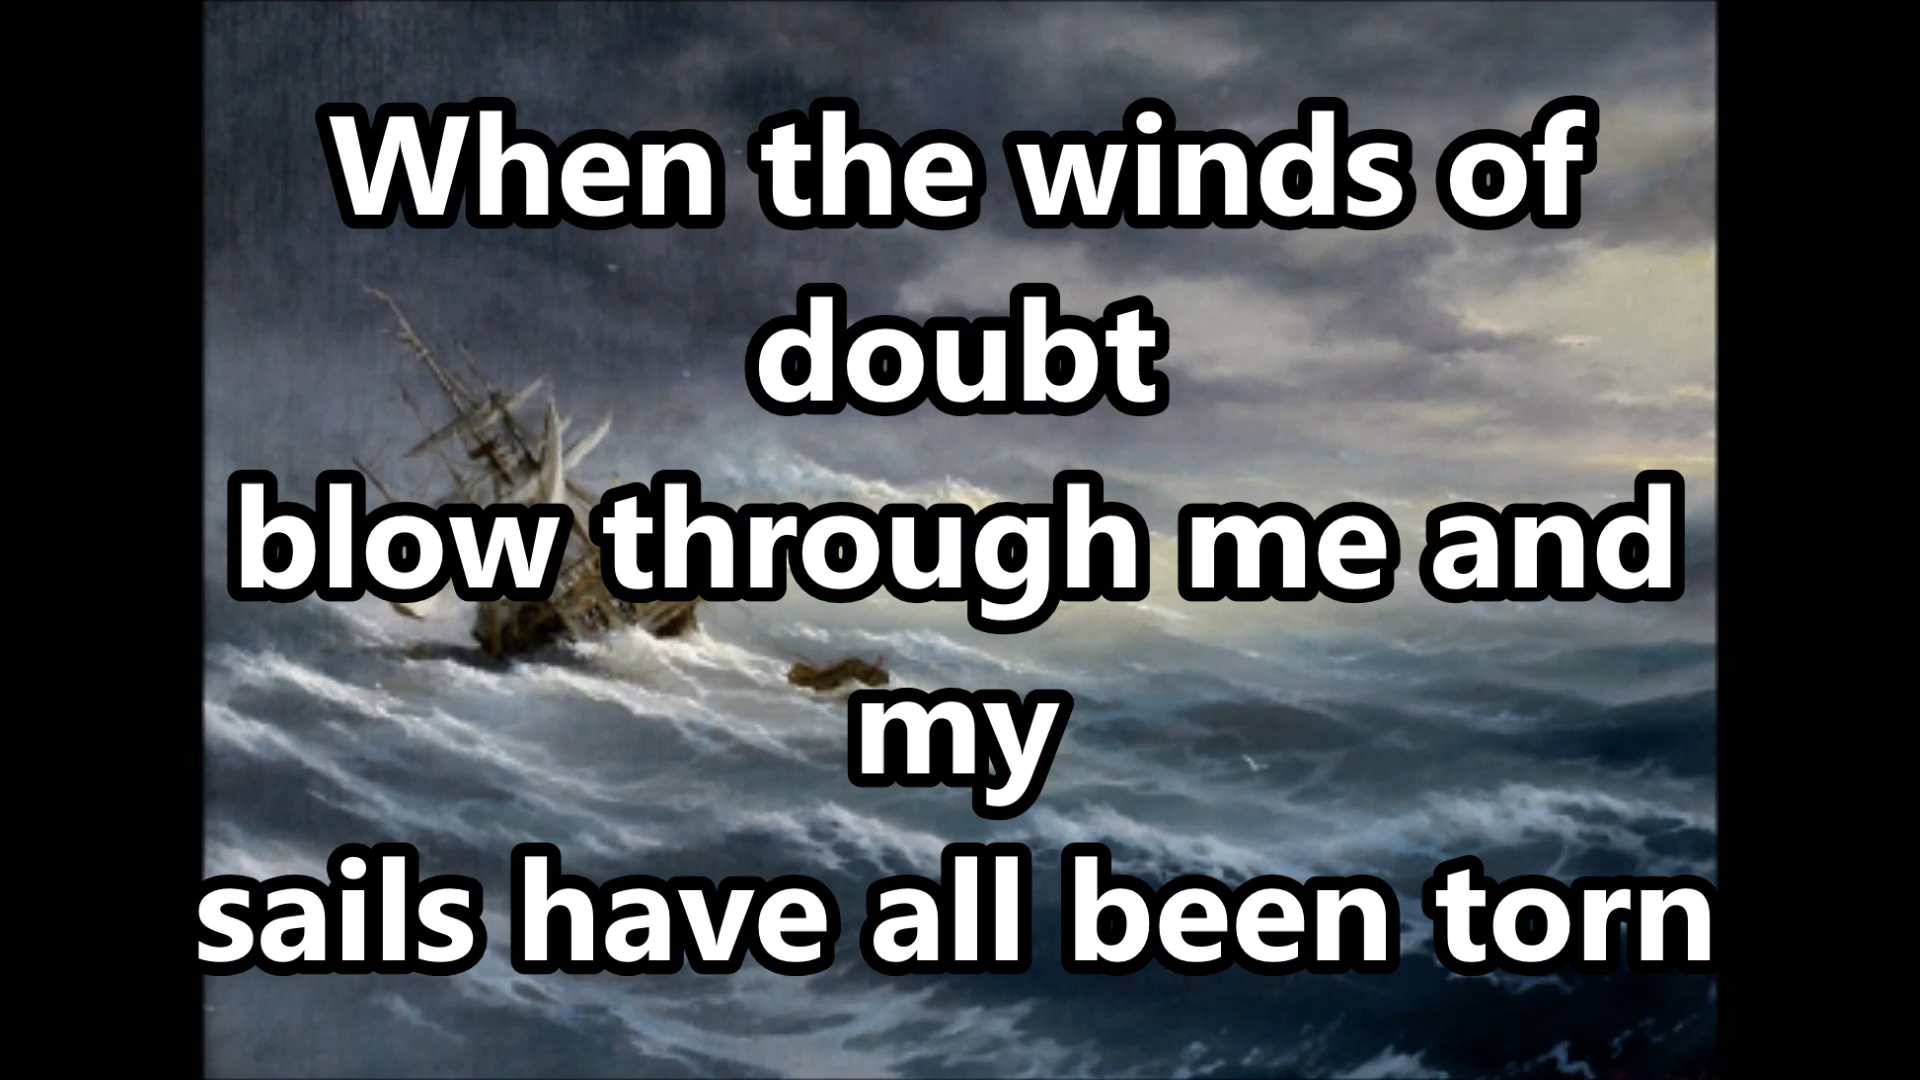 When the winds of
doubt
blow through me and
my
sails have all been torn